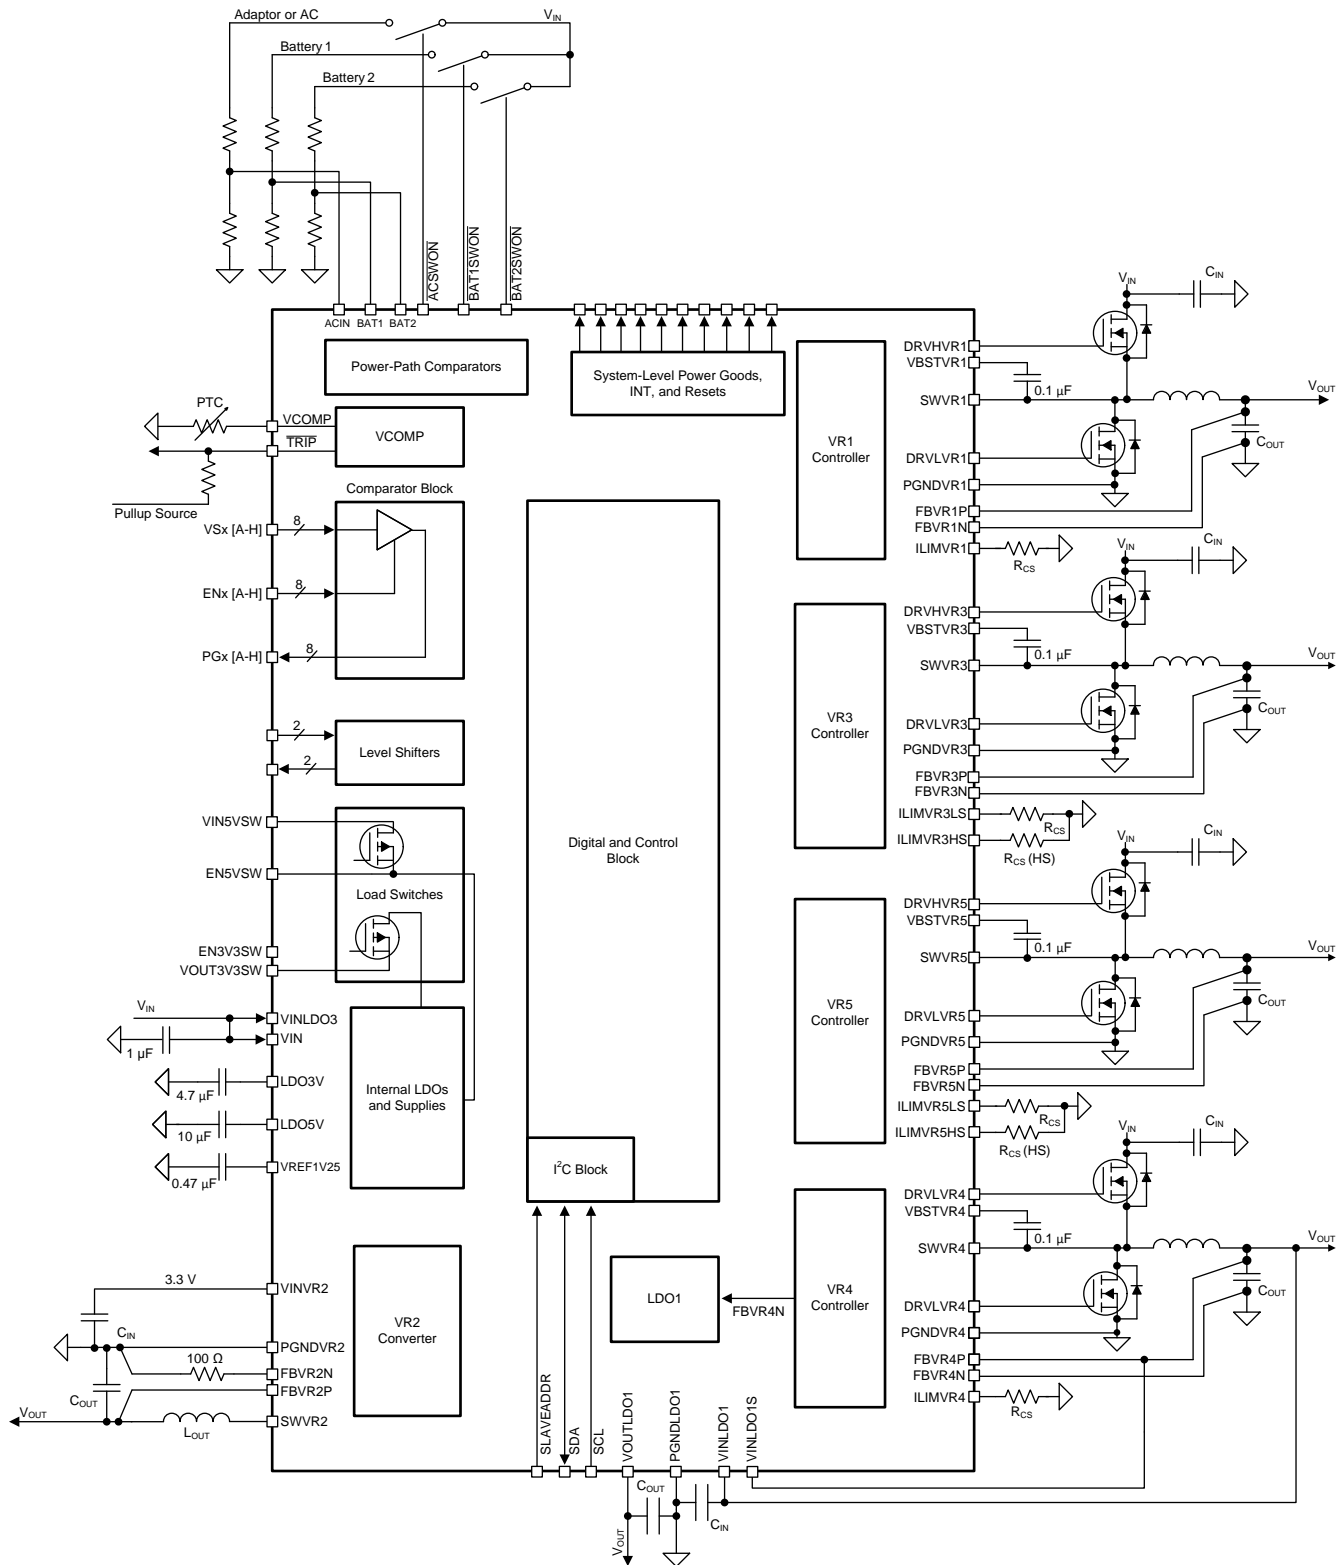 Adaptor or AC
VIN
Battery 1
Battery 2
ACSWON
BAT1SWON
BAT2SWON
ACIN
BAT1
BAT2
Power-Path Comparators
System-Level Power Goods,
INT, and Resets
PTC
VCOMP
VCOMP
TRIP
Pullup Source
Comparator Block
VSx [A-H]
8
ENx [A-H]
8
PGx [A-H]
8
2
2
Level Shifters
VIN5VSW
EN5VSW
Load Switches
EN3V3SW
VOUT3V3SW
VIN
VINLDO3
VIN
1 µF
LDO3V
4.7 µF
LDO5V
10 µF
VREF1V25
0.47 µF
Internal LDOs
and Supplies
Digital and Control
Block
I²C Block
3.3 V
VINVR2
CIN
PGNDVR2
100 Ω
FBVR2N
FBVR2P
COUT
VOUT
LOUT
SWVR2
VR2
Converter
LDO1
FBVR4N
SLAVEADDR
SDA
SCL
VOUTLDO1
PGNDLDO1
VINLDO1
VINLDO1S
COUT
CIN
VOUT
VR1
Controller
DRVHVR1
VBSTVR1
0.1 µF
SWVR1
DRVLVR1
PGNDVR1
FBVR1P
FBVR1N
ILIMVR1
RCS
VIN
CIN
VOUT
COUT
VR3
Controller
DRVHVR3
VBSTVR3
0.1 µF
SWVR3
DRVLVR3
PGNDVR3
FBVR3P
FBVR3N
ILIMVR3LS
RCS
ILIMVR3HS
RCS (HS)
VIN
CIN
VOUT
COUT
VR5
Controller
DRVHVR5
VBSTVR5
0.1 µF
SWVR5
DRVLVR5
PGNDVR5
FBVR5P
FBVR5N
ILIMVR5LS
RCS
ILIMVR5HS
RCS (HS)
VIN
CIN
VOUT
COUT
VR4
Controller
DRVLVR4
VBSTVR4
0.1 µF
SWVR4
DRVLVR4
PGNDVR4
FBVR4P
FBVR4N
ILIMVR4
RCS
VIN
CIN
VOUT
COUT